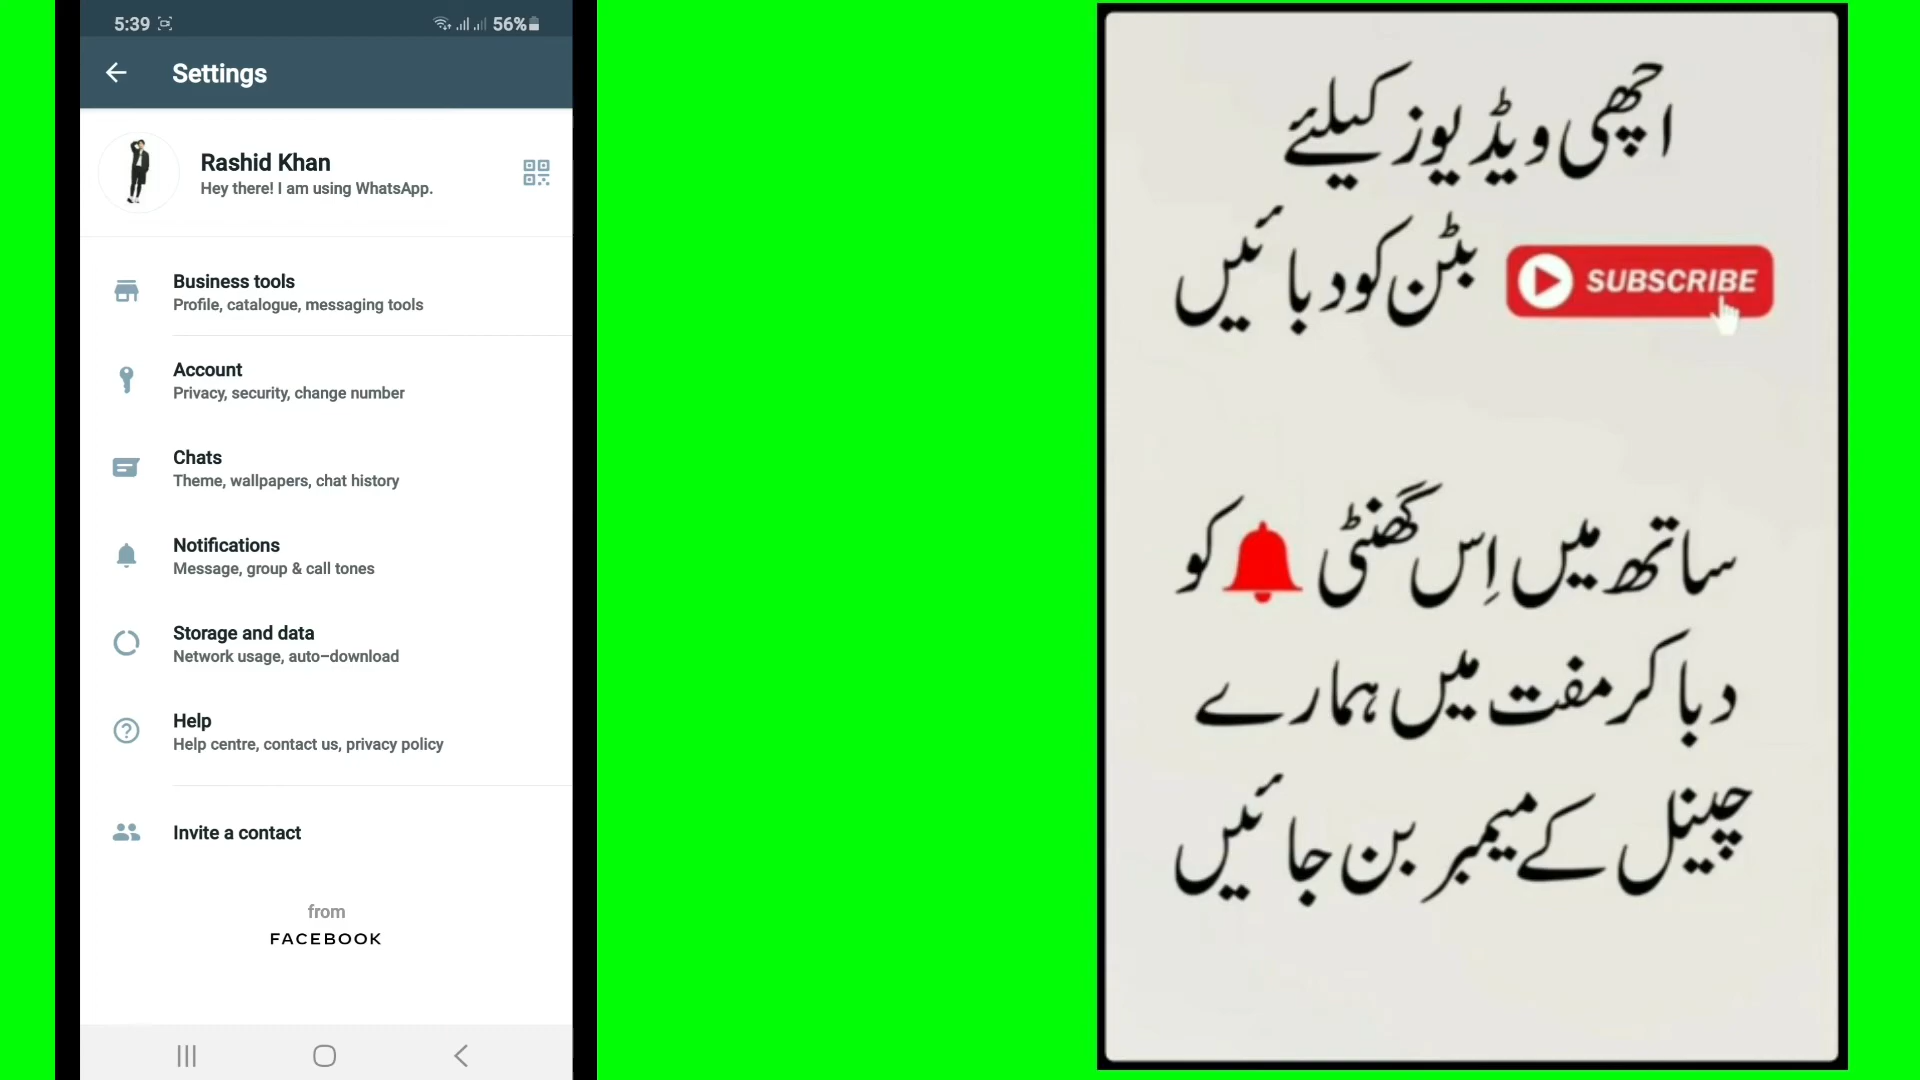 5:39
56%
Settings
Rashid Khan
Hey there! I am using WhatsApp.
Business tools
Profile, catalogue, messaging tools
Account
Privacy, security, change number
Chats
Theme, wallpapers, chat history
Notifications
Message, group & call tones
Storage and data
Network usage, auto-download
Help
Help centre, contact us, privacy policy
Invite a contact
from
FACEBOOK
اچھی ویڈیوز کیلئے
SUBSCRIBE بٹن کو دبائیں
ساتھ میں اِس گھنٹی کو
دبا کر مفت میں ہمارے
چینل کے میمبر بن جائیں